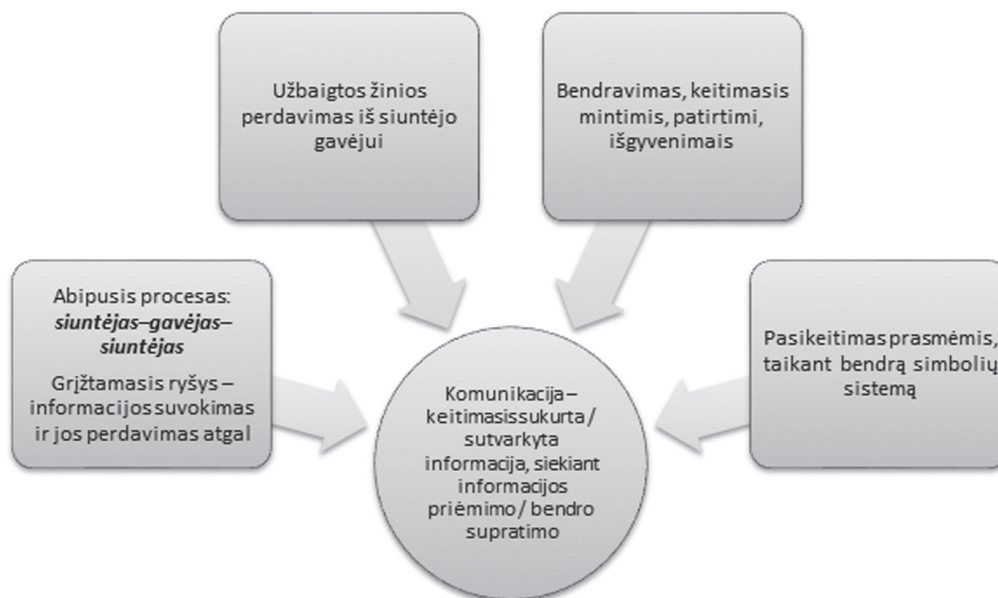 Užbaigtos žinios
perdavimas iš siuntėjo
gavėjui
Bendravimas, keitimasis
mintimis, patirtimi,
išgyvenimais
Abipusis procesas:
siuntėjas–gavėjas–
siuntėjas
Grįžtamasis ryšys –
informacijos suvokimas
ir jos perdavimas atgal
Pasikeitimas prasmėmis,
taikant bendrą simbolių
sistemą
Komunikacija –
keitimasis sukurta /
sutvarkyta
informacija, siekiant
informacijos
priėmimo / bendro
supratimo